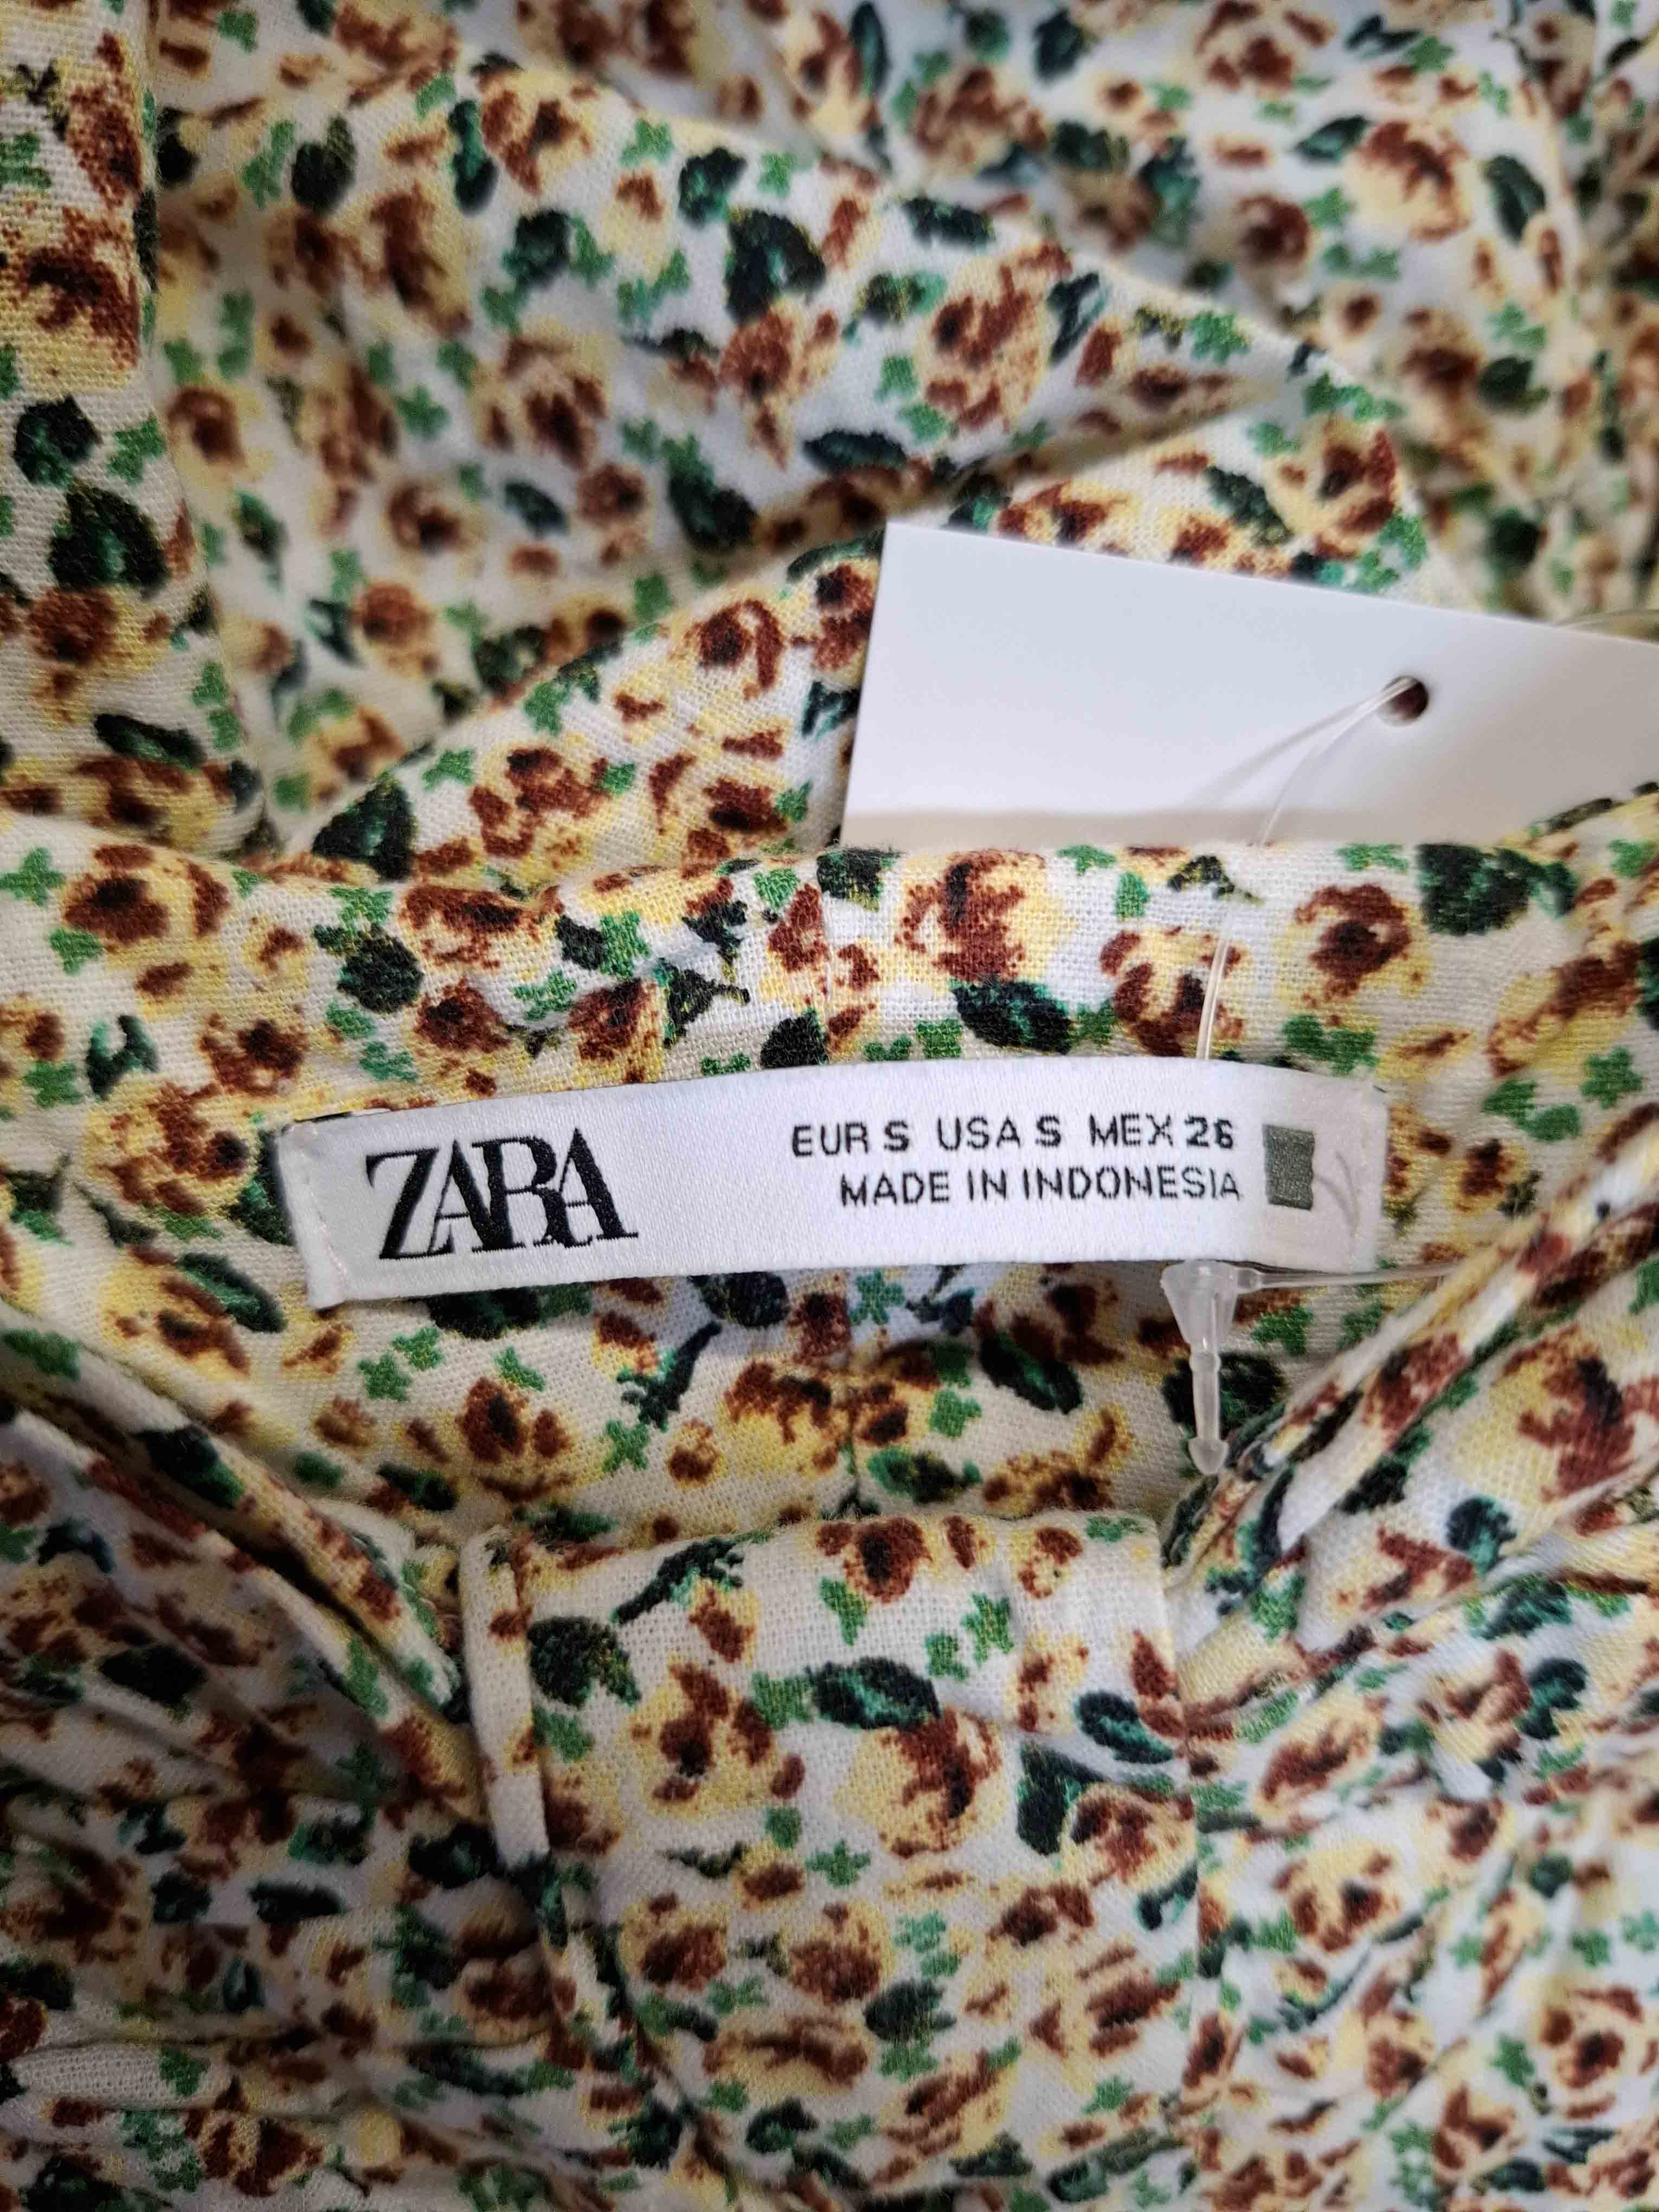 ZARA
EUR S USA S MEX 26
MADE IN INDONESIA